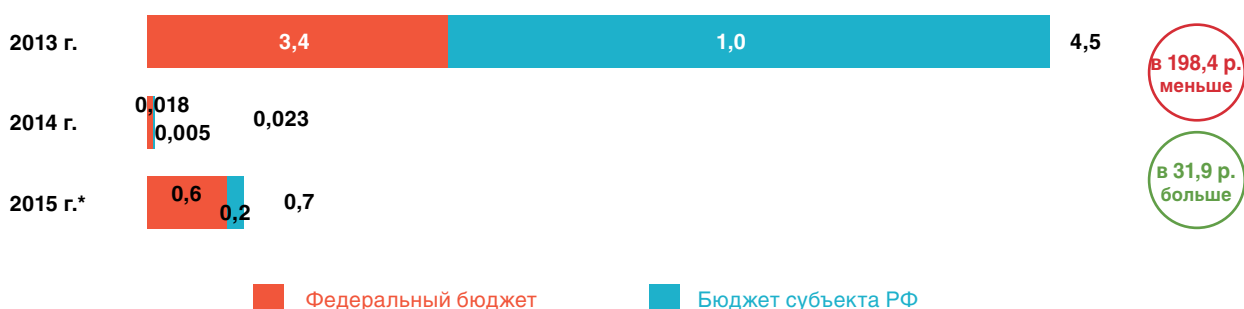 2013 г. 3,4 1,0 4,5
в 198,4 р.
меньше
2014 г. 0,018 0,005 0,023
в 31,9 р.
больше
2015 г.* 0,6 0,2 0,7
Федеральный бюджет Бюджет субъекта РФ